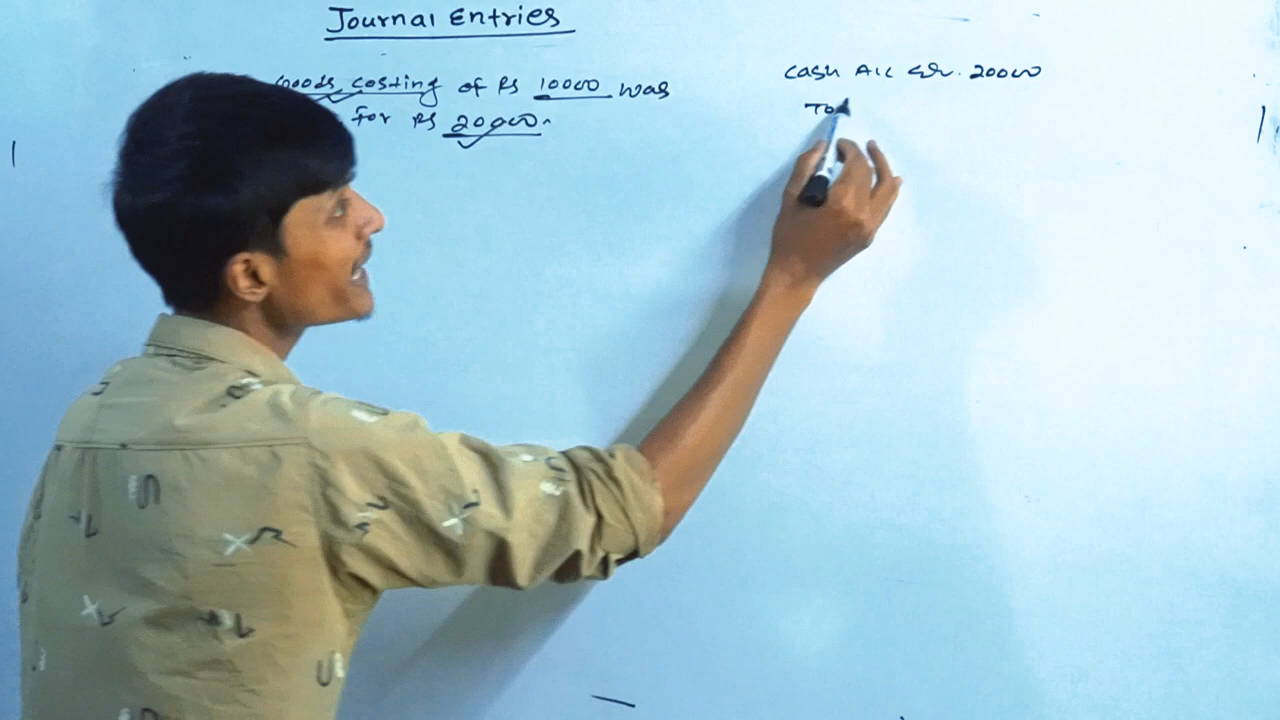 Journal Entries
Goods costing of Rs 10000 was
for Rs 20000.
Cash A/c Dr. 20000
To